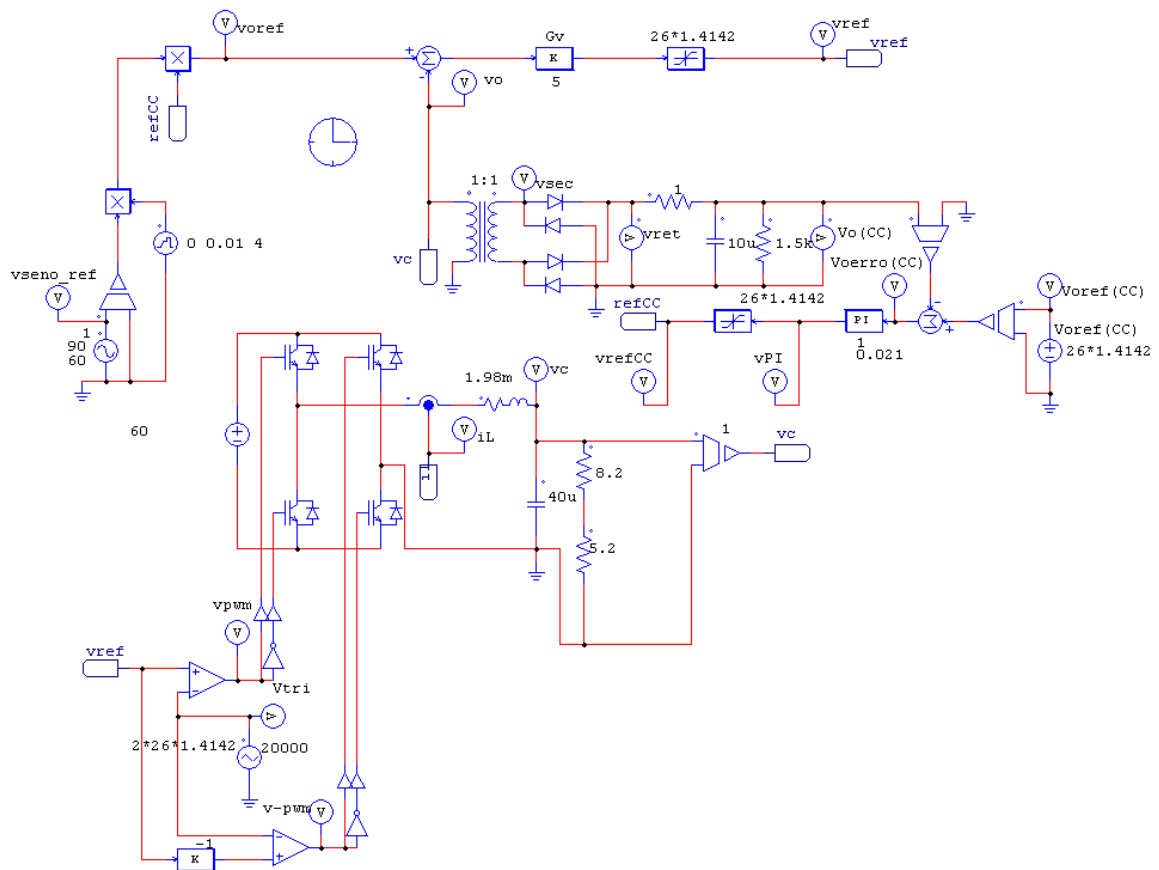 voref
Gv
K
5
26*1.4142
vref
vref
vo
refCC
1:1
vsec
1
vret
10u
1.5k
Vo(CC)
0 0.01 4
vseno_ref
1
90
60
vc
Voerro(CC)
Voref(CC)
Voref(CC)
26*1.4142
26*1.4142
refCC
PI
1
0.021
vrefCC
vPI
60
1.98m
vc
iL
iL
8.2
40u
5.2
1
vc
vpwm
vref
Vtri
2*26*1.4142
20000
v-pwm
-1
K